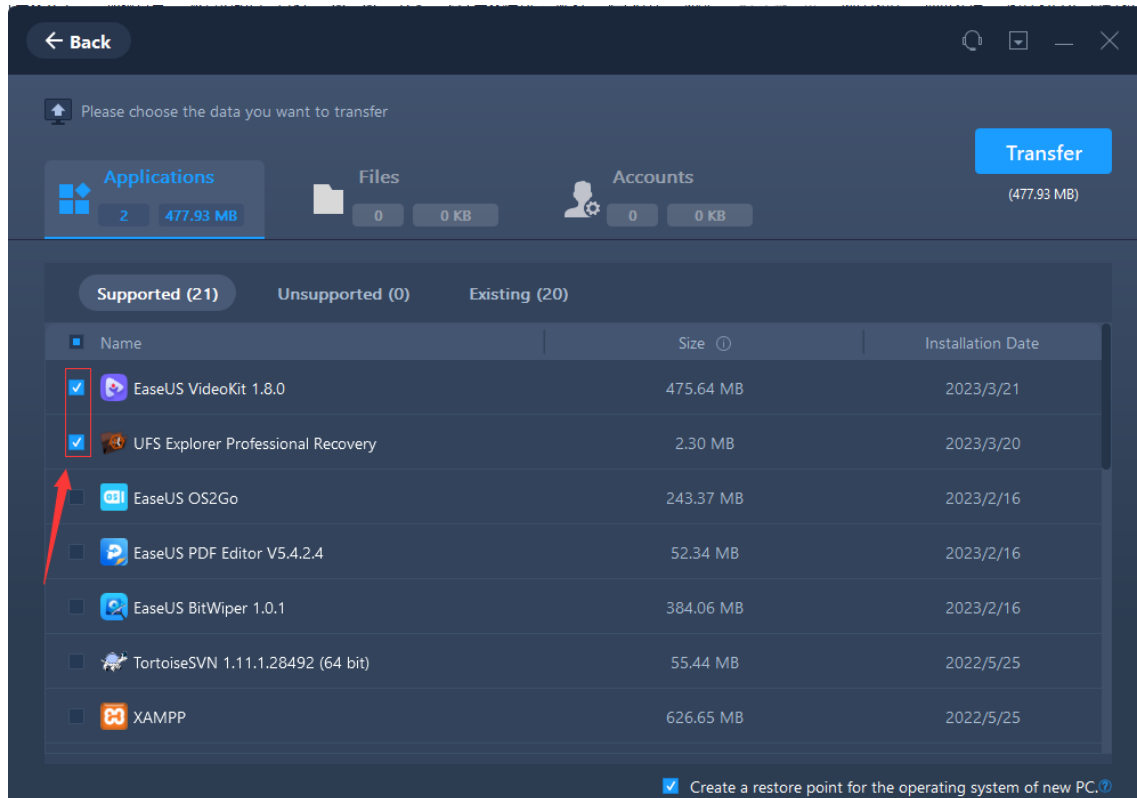 Back
Please choose the data you want to transfer
Applications
2 477.93 MB
Files
0 0 KB
Accounts
0 0 KB
Transfer
(477.93 MB)
Supported (21) Unsupported (0) Existing (20)
Name Size Installation Date
EaseUS VideoKit 1.8.0 475.64 MB 2023/3/21
UFS Explorer Professional Recovery 2.30 MB 2023/3/20
EaseUS OS2Go 243.37 MB 2023/2/16
EaseUS PDF Editor V5.4.2.4 52.34 MB 2023/2/16
EaseUS BitWiper 1.0.1 384.06 MB 2023/2/16
TortoiseSVN 1.11.1.28492 (64 bit) 55.44 MB 2022/5/25
XAMPP 626.65 MB 2022/5/25
Create a restore point for the operating system of new PC.